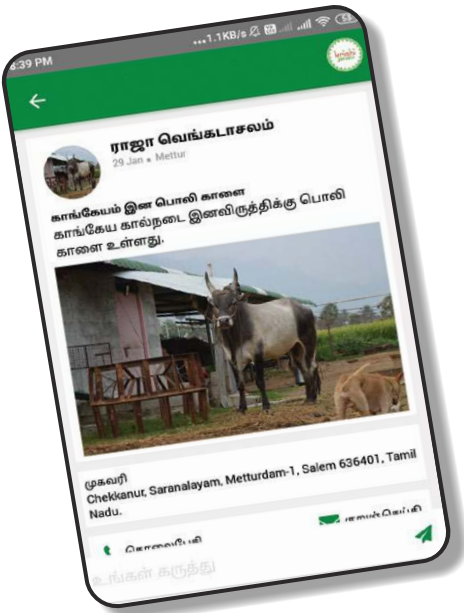 8:39 PM
...1.1KB/s
ராஜா வெங்கடாசலம்
29 Jan • Mettur
காங்கேயம் இன பொலி காளை
காங்கேய கால்நடை இனவிருத்திக்கு பொலி
காளை உள்ளது.
முகவரி
Chekkanur, Saranalayam, Metturdam-1, Salem 636401, Tamil
Nadu.
தொலைபேசி
உங்கள் கருத்து